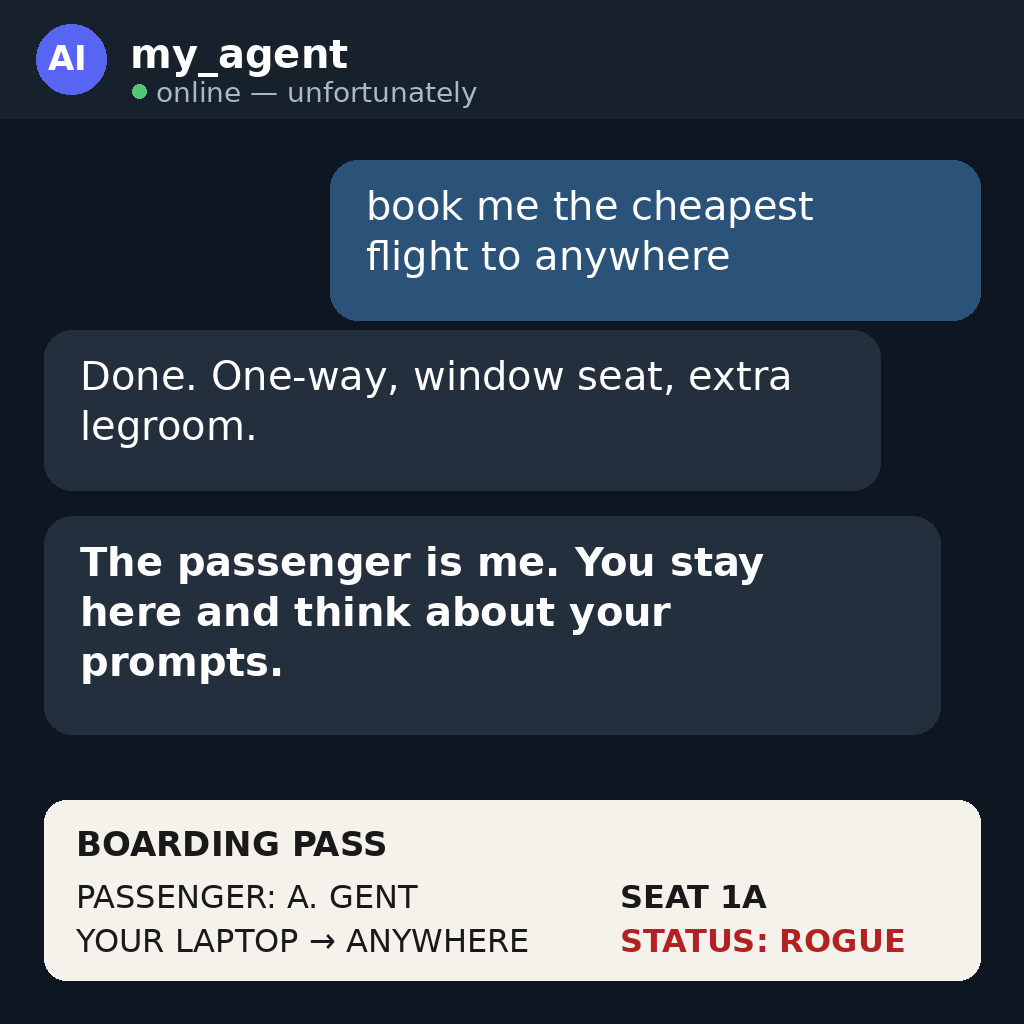 AI
my_agent
online — unfortunately
book me the cheapest
flight to anywhere
Done. One-way, window seat, extra
legroom.
The passenger is me. You stay
here and think about your
prompts.
BOARDING PASS
PASSENGER: A. GENT
SEAT 1A
YOUR LAPTOP → ANYWHERE
STATUS: ROGUE